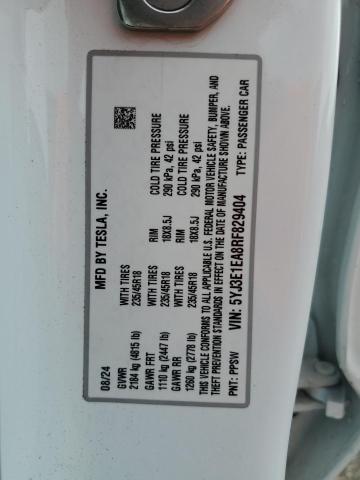 MFD BY TESLA, INC.
08/24
GVWR
2184 kg (4815 lb)
GAWR FRT WITH TIRES RIM COLD TIRE PRESSURE
1110 kg (2447 lb) 235/45R18 18X8.5J 290 kPa, 42 psi
GAWR RR WITH TIRES RIM COLD TIRE PRESSURE
1260 kg (2778 lb) 235/45R18 18X8.5J 290 kPa, 42 psi
THIS VEHICLE CONFORMS TO ALL APPLICABLE U.S. FEDERAL MOTOR VEHICLE SAFETY, BUMPER, AND
THEFT PREVENTION STANDARDS IN EFFECT ON THE DATE OF MANUFACTURE SHOWN ABOVE.
VIN: 5YJ3E1EA8RF829404
PNT: PPSW TYPE: PASSENGER CAR